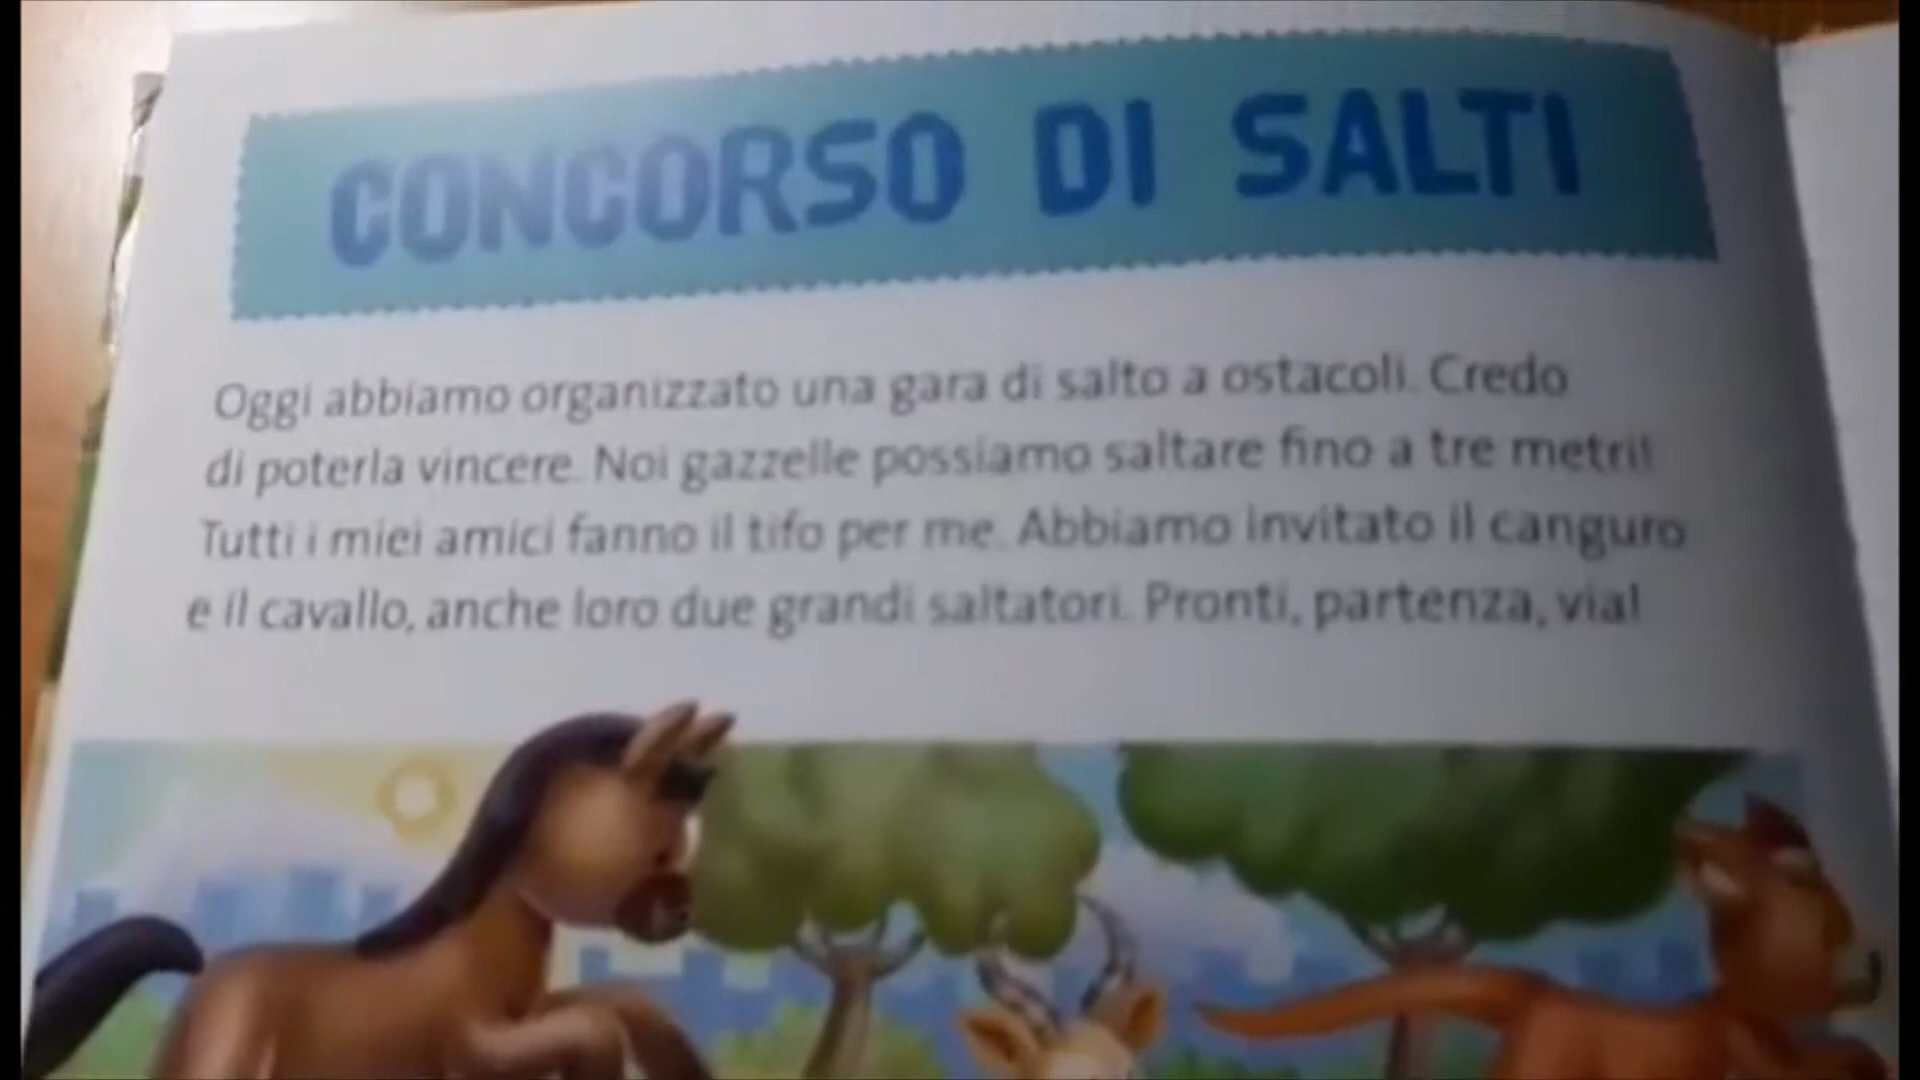 CONCORSO DI SALTI
Oggi abbiamo organizzato una gara di salto a ostacoli. Credo
di poterla vincere. Noi gazzelle possiamo saltare fino a tre metri!
Tutti i miei amici fanno il tifo per me. Abbiamo invitato il canguro
e il cavallo, anche loro due grandi saltatori. Pronti, partenza, via!